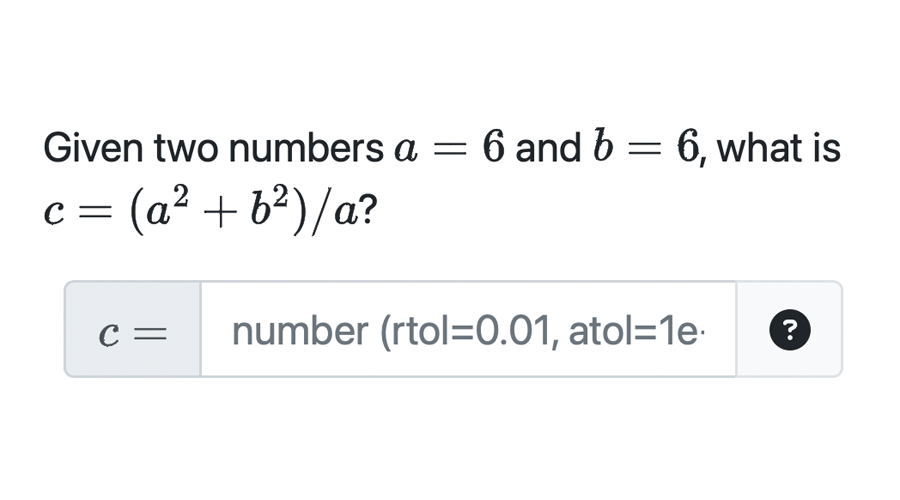 Given two numbers a = 6 and b = 6, what is
c = (a² + b²)/a?
c = number (rtol=0.01, atol=1e- ?